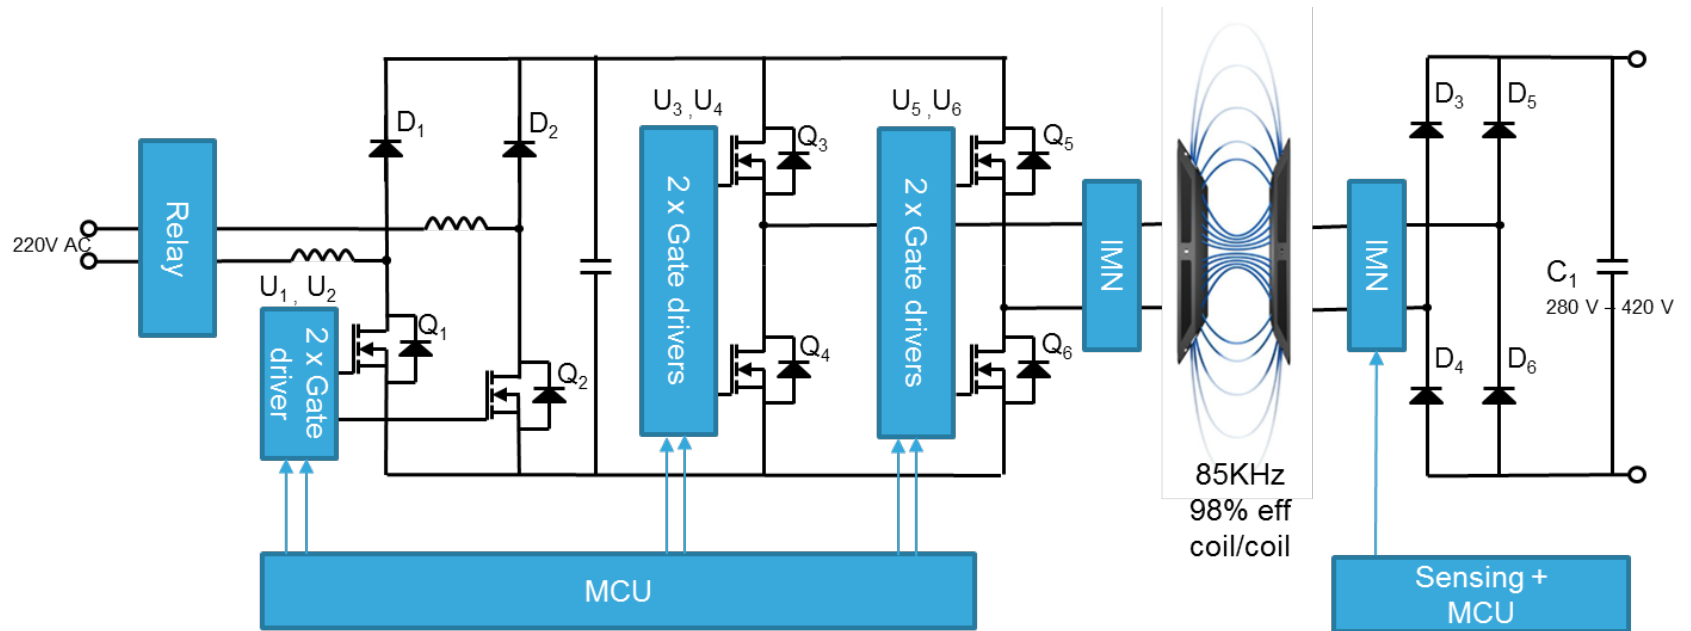 220V AC
Relay
U1 , U2
2 x Gate
driver
D1
D2
Q1
Q2
U3 , U4
2 x Gate drivers
Q3
Q4
U5 ,U6
2 x Gate drivers
Q5
Q6
IMN
85KHz
98% eff
coil/coil
IMN
D3
D5
D4
D6
C1
280 V – 420 V
MCU
Sensing +
MCU